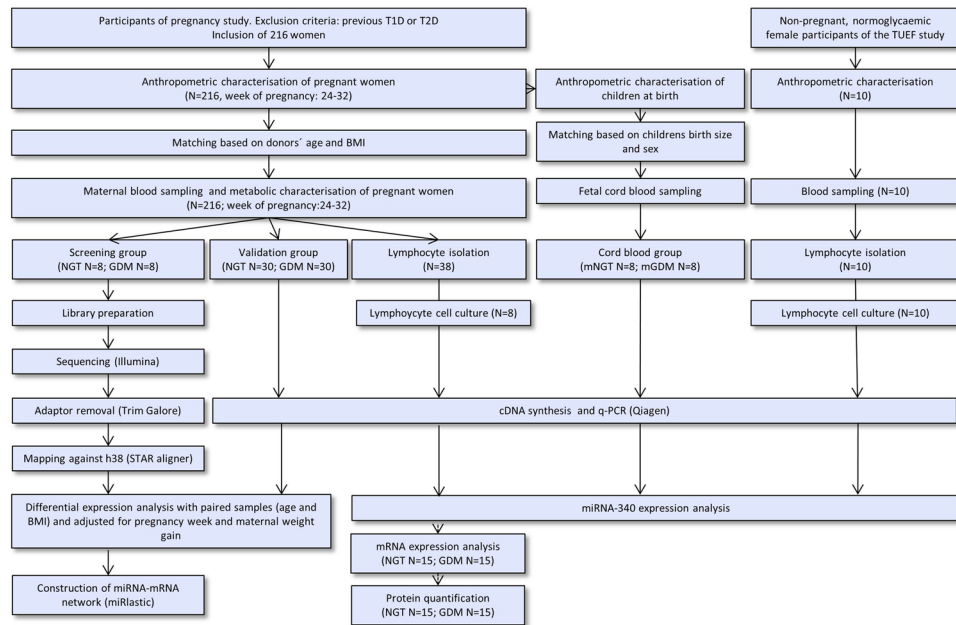 Participants of pregnancy study. Exclusion criteria: previous T1D or T2D
Inclusion of 216 women
Non-pregnant, normoglycaemic
female participants of the TUEF study
Anthropometric characterisation of pregnant women
(N=216, week of pregnancy: 24-32)
Anthropometric characterisation of
children at birth
Anthropometric characterisation
(N=10)
Matching based on donors´ age and BMI
Matching based on childrens birth size
and sex
Maternal blood sampling and metabolic characterisation of pregnant women
(N=216; week of pregnancy:24-32)
Fetal cord blood sampling
Blood sampling (N=10)
Screening group
(NGT N=8; GDM N=8)
Validation group
(NGT N=30; GDM N=30)
Lymphocyte isolation
(N=38)
Cord blood group
(mNGT N=8; mGDM N=8)
Lymphocyte isolation
(N=10)
Library preparation
Lymphoycyte cell culture (N=8)
Lymphocyte cell culture (N=10)
Sequencing (Illumina)
Adaptor removal (Trim Galore)
cDNA synthesis and q-PCR (Qiagen)
Mapping against h38 (STAR aligner)
Differential expression analysis with paired samples (age and
BMI) and adjusted for pregnancy week and maternal weight
gain
miRNA-340 expression analysis
mRNA expression analysis
(NGT N=15; GDM N=15)
Construction of miRNA-mRNA
network (miRlastic)
Protein quantification
(NGT N=15; GDM N=15)